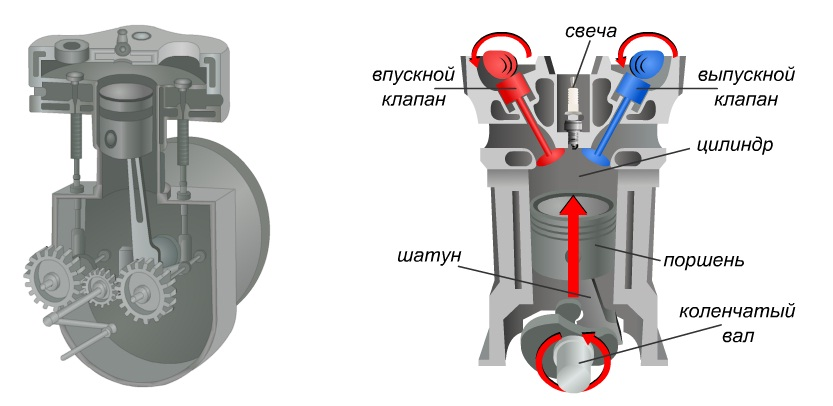 свеча
впускной
клапан
выпускной
клапан
цилиндр
шатун
поршень
коленчатый
вал